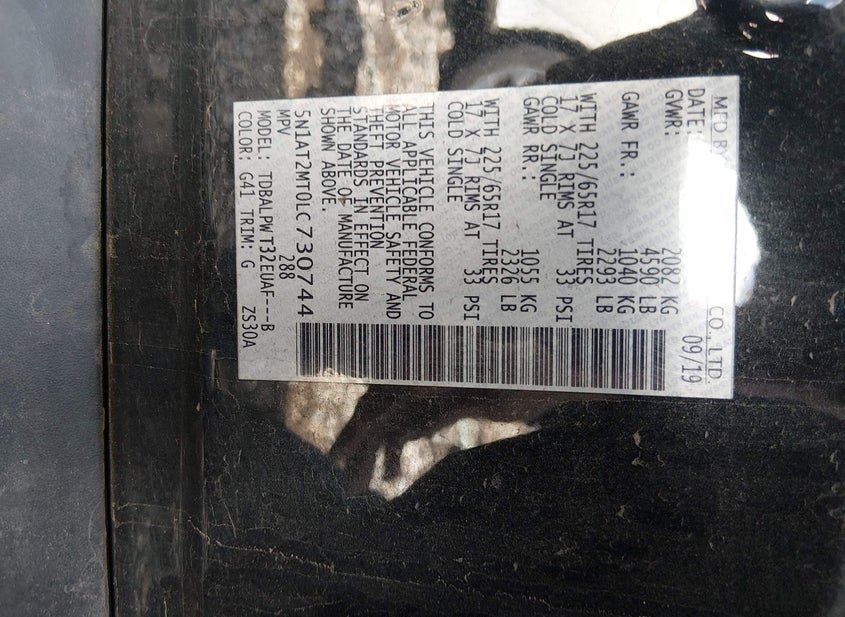 MFD BY CO., LTD.
DATE: 09/19
GVWR: 2082 KG
4590 LB
GAWR FR.: 1040 KG
2293 LB
WITH 225/65R17 TIRES
17 X 7J RIMS AT 33 PSI
COLD SINGLE
GAWR RR.: 1055 KG
2326 LB
WITH 225/65R17 TIRES
17 X 7J RIMS AT 33 PSI
COLD SINGLE
THIS VEHICLE CONFORMS TO
ALL APPLICABLE FEDERAL
MOTOR VEHICLE SAFETY AND
THEFT PREVENTION
STANDARDS IN EFFECT ON
THE DATE OF MANUFACTURE
SHOWN ABOVE.
5N1AT2MT0LC730744
MPV 288
MODEL: TDBALPWT32EUAF---B
COLOR: G41 TRIM: G ZS30A